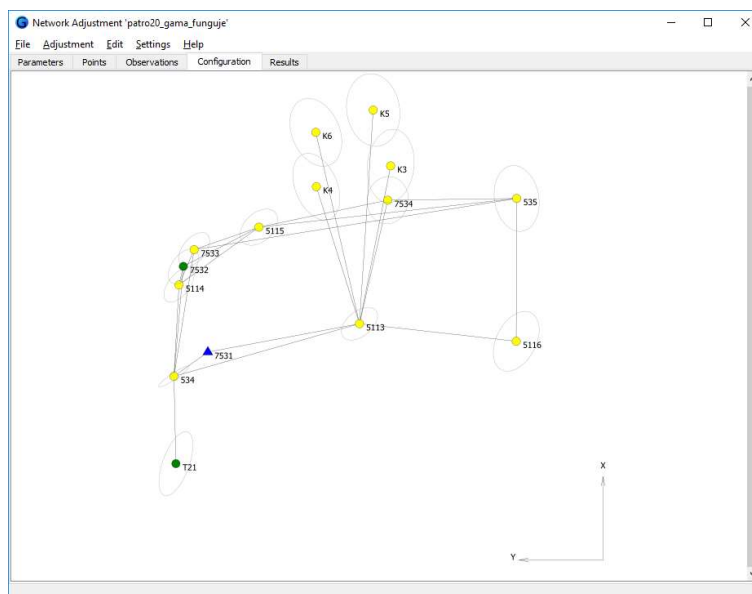 Network Adjustment 'patro20_gama_funguje'
File Adjustment Edit Settings Help
Parameters Points Observations Configuration Results
K5
K6
K3
K4
7534
535
5115
7533
7532
5114
5113
5116
7531
534
T21
X
Y